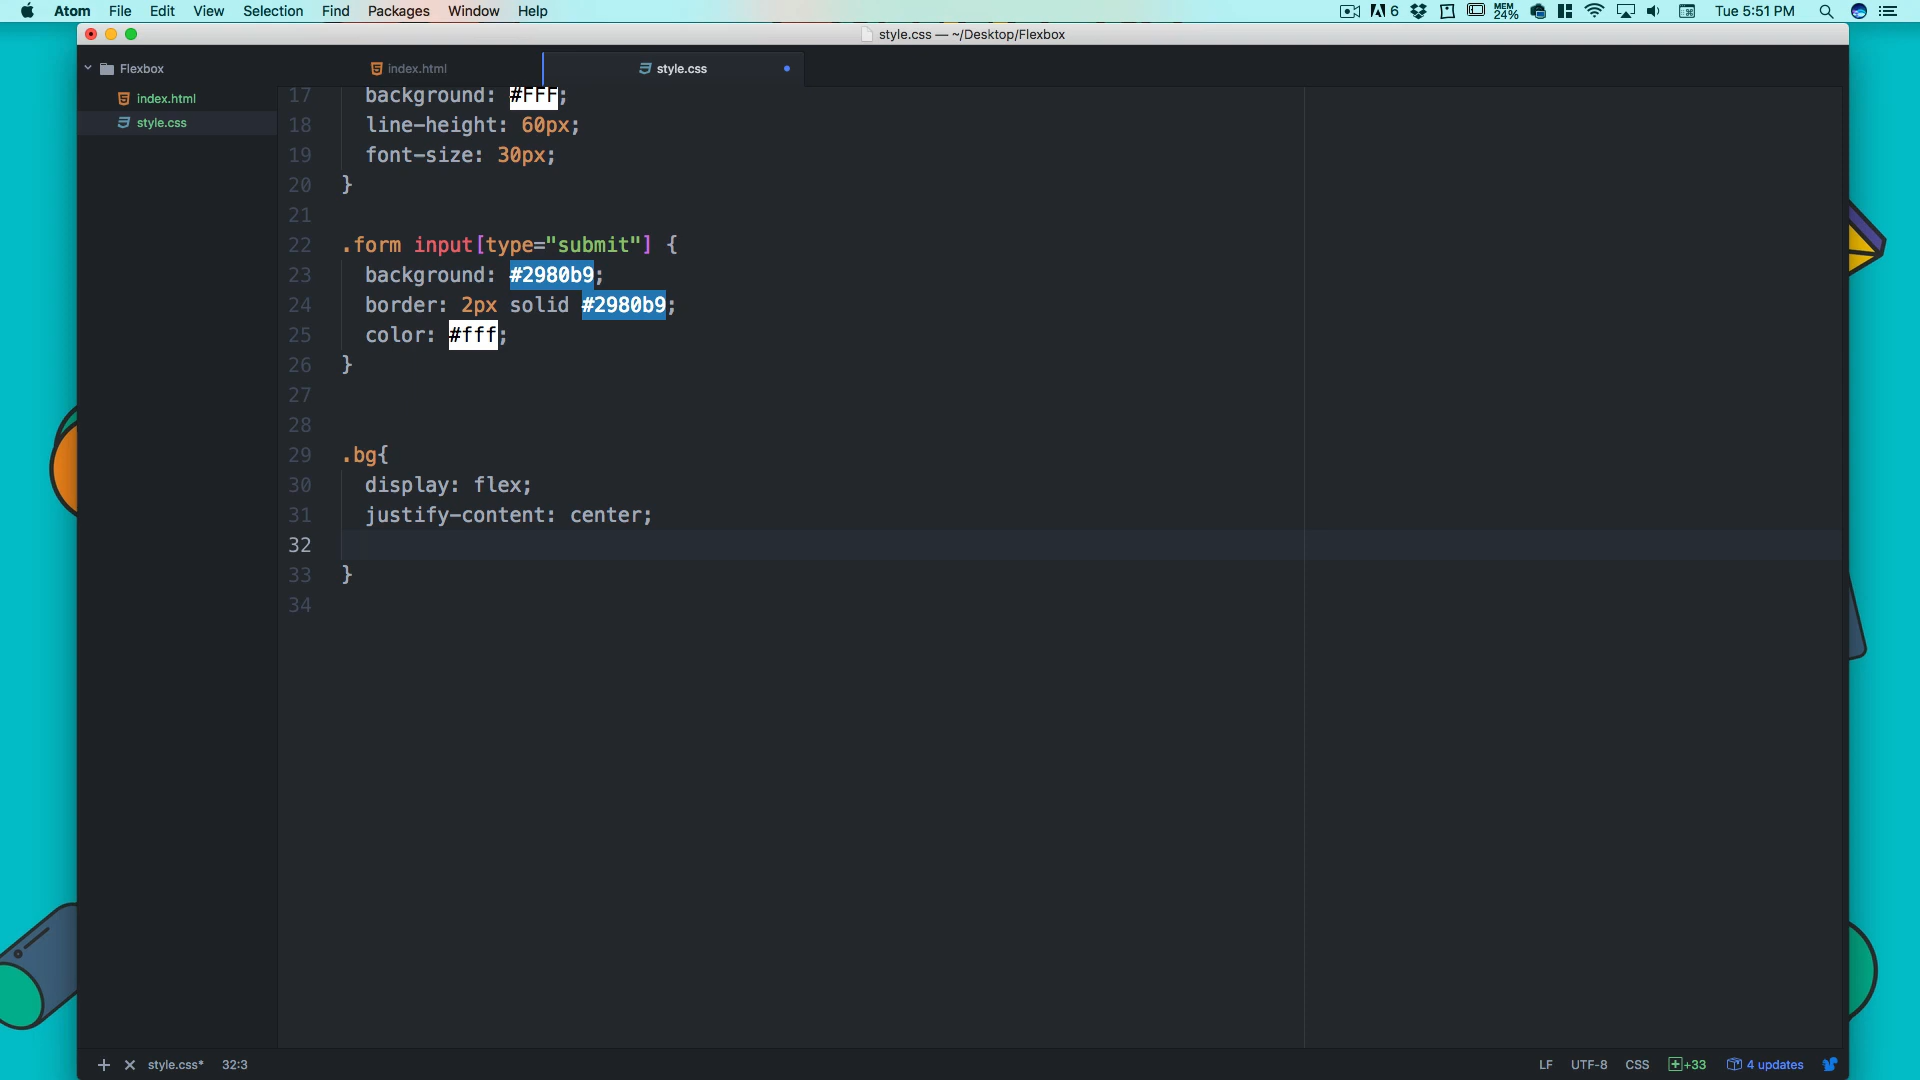 Atom File Edit View Selection Find Packages Window Help 6 MEM 24% Tue 5:51 PM
style.css — ~/Desktop/Flexbox
Flexbox
index.html
style.css
index.html
style.css
17 background: #FFF;
18 line-height: 60px;
19 font-size: 30px;
20 }
21
22 .form input[type="submit"] {
23 background: #2980b9;
24 border: 2px solid #2980b9;
25 color: #fff;
26 }
27
28
29 .bg{
30 display: flex;
31 justify-content: center;
32
33 }
34
style.css* 32:3
LF UTF-8 CSS +33 4 updates